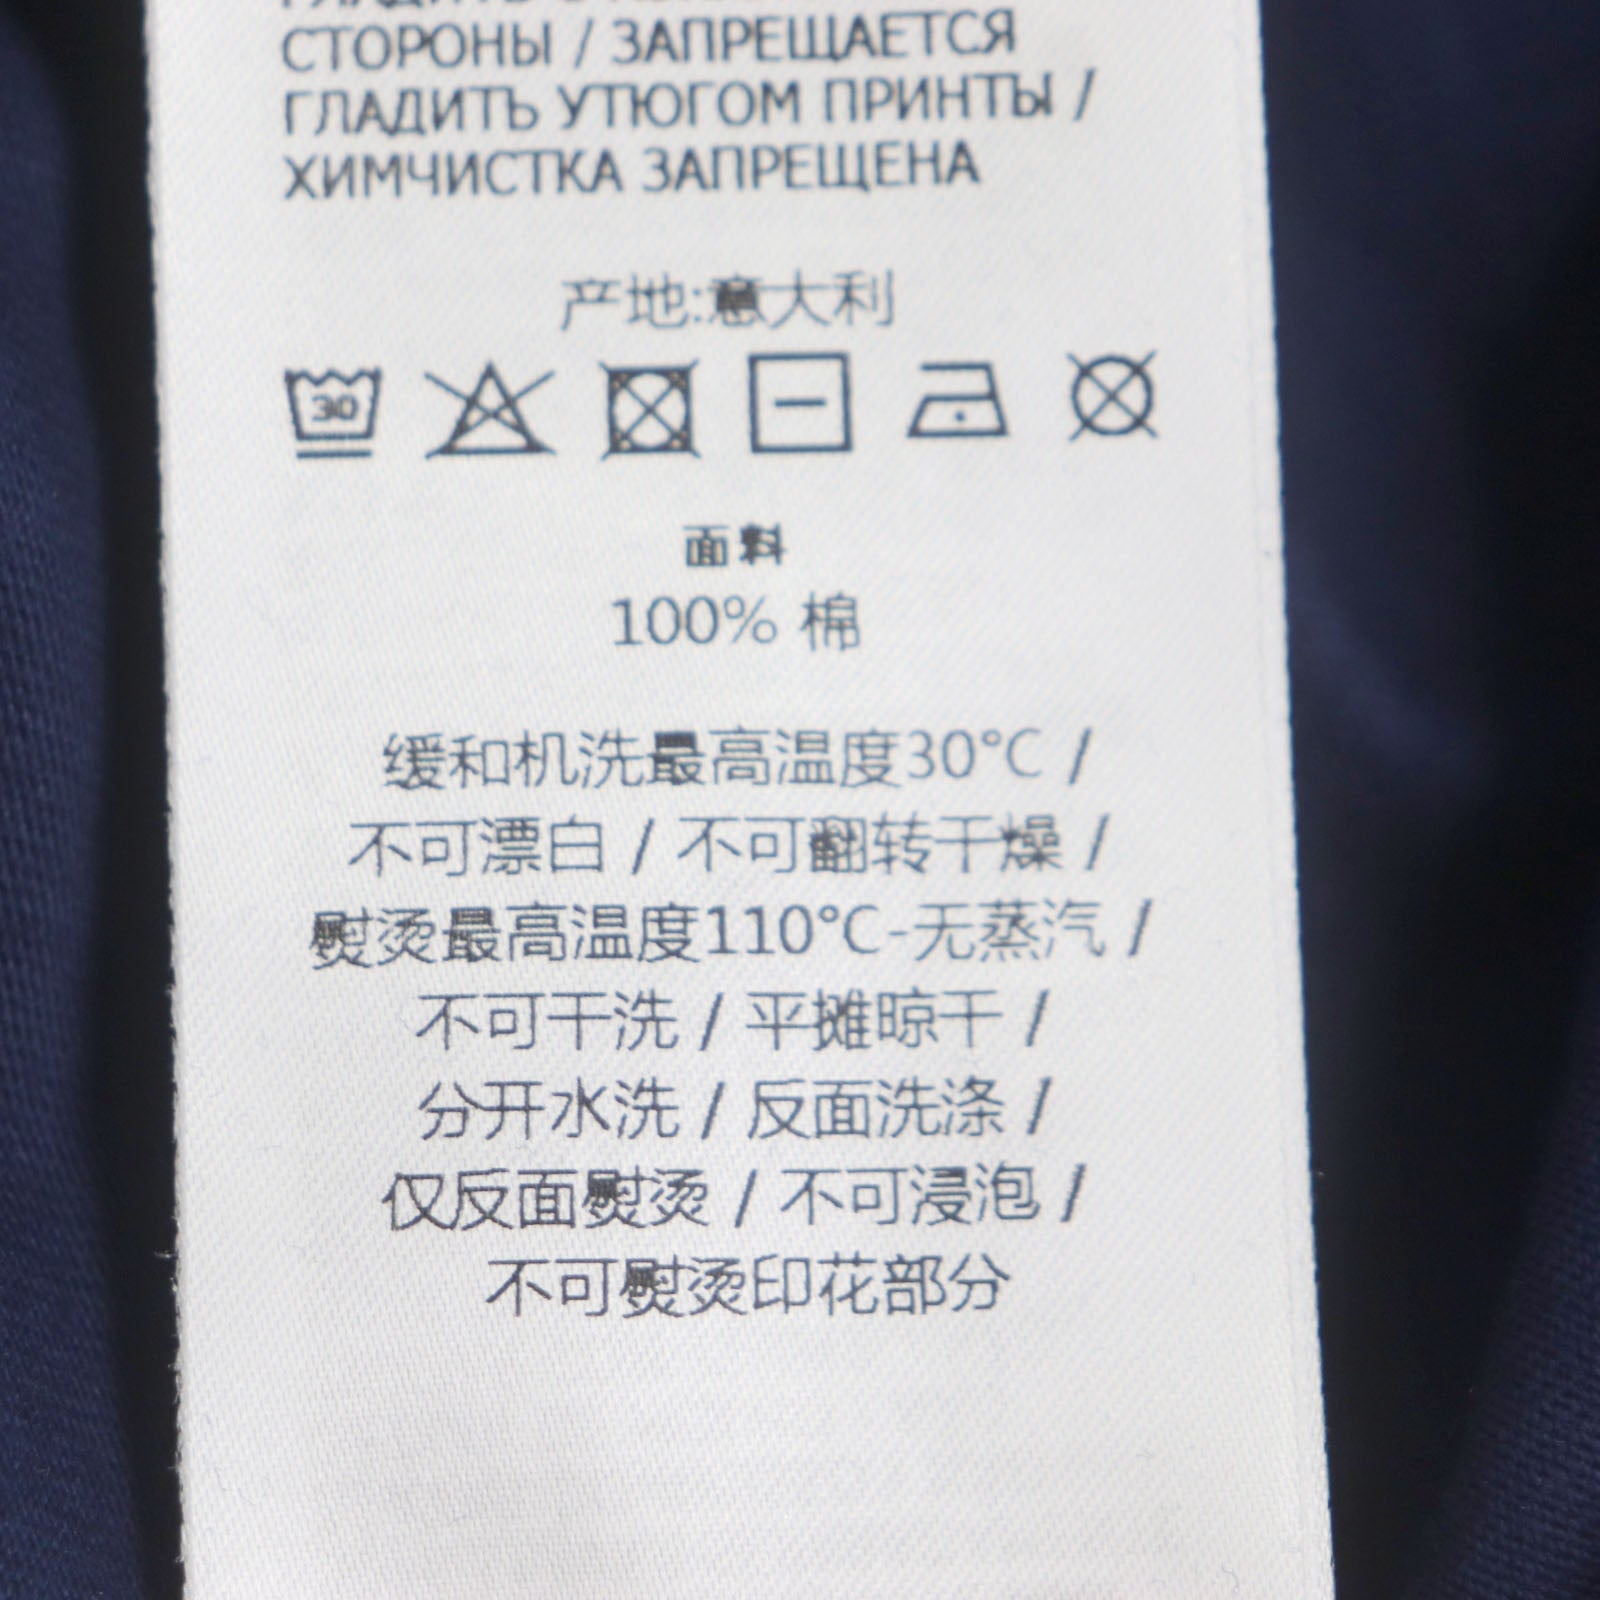 СТОРОНЫ / ЗАПРЕЩАЕТСЯ
ГЛАДИТЬ УТЮГОМ ПРИНТЫ /
ХИМЧИСТКА ЗАПРЕЩЕНА
产地:意大利
30
面料
100% 棉
缓和机洗最高温度30°C /
不可漂白 / 不可翻转干燥 /
熨烫最高温度110°C-无蒸汽 /
不可干洗 / 平摊晾干 /
分开水洗 / 反面洗涤 /
仅反面熨烫 / 不可浸泡 /
不可熨烫印花部分